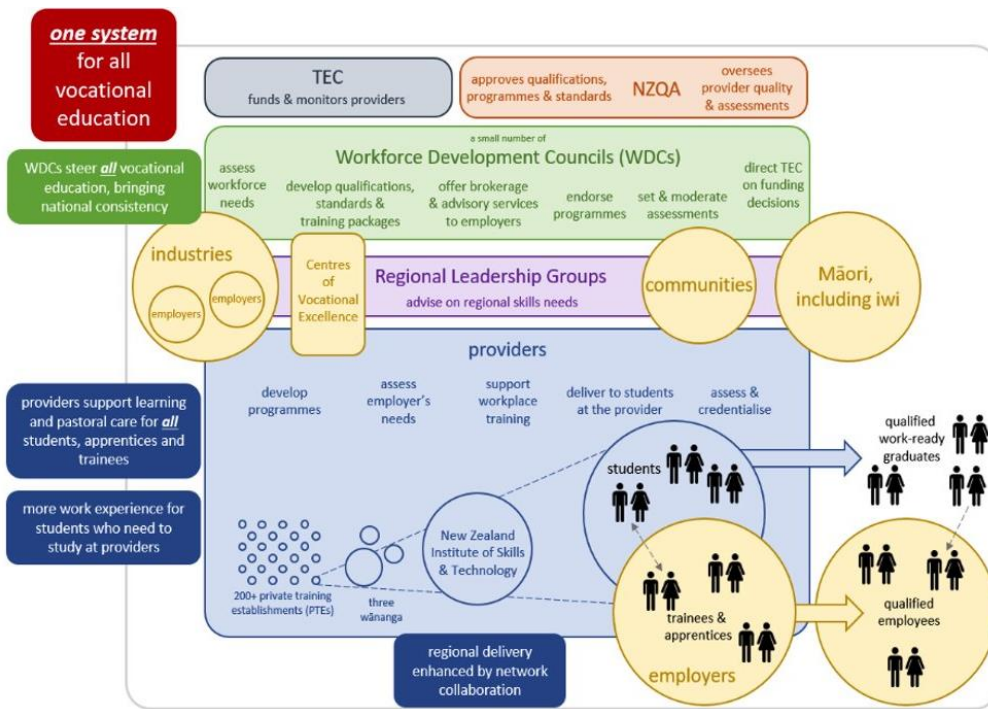 one system
for all
vocational
education
TEC
funds & monitors providers
approves qualifications,
programmes & standards
NZQA
oversees
provider quality
& assessments
WDCs steer all vocational
education, bringing
national consistency
a small number of
Workforce Development Councils (WDCs)
assess
workforce
needs
develop qualifications,
standards &
training packages
offer brokerage
& advisory services
to employers
endorse
programmes
set & moderate
assessments
direct TEC
on funding
decisions
industries
employers
employers
Centres
of
Vocational
Excellence
Regional Leadership Groups
advise on regional skills needs
communities
Māori,
including iwi
providers
develop
programmes
assess
employer's
needs
support
workplace
training
deliver to students
at the provider
assess &
credentialise
providers support learning
and pastoral care for all
students, apprentices and
trainees
more work experience for
students who need to
study at providers
students
qualified
work-ready
graduates
New Zealand
Institute of Skills
& Technology
200+ private training
establishments (PTEs)
three
wānanga
trainees &
apprentices
employers
qualified
employees
regional delivery
enhanced by network
collaboration